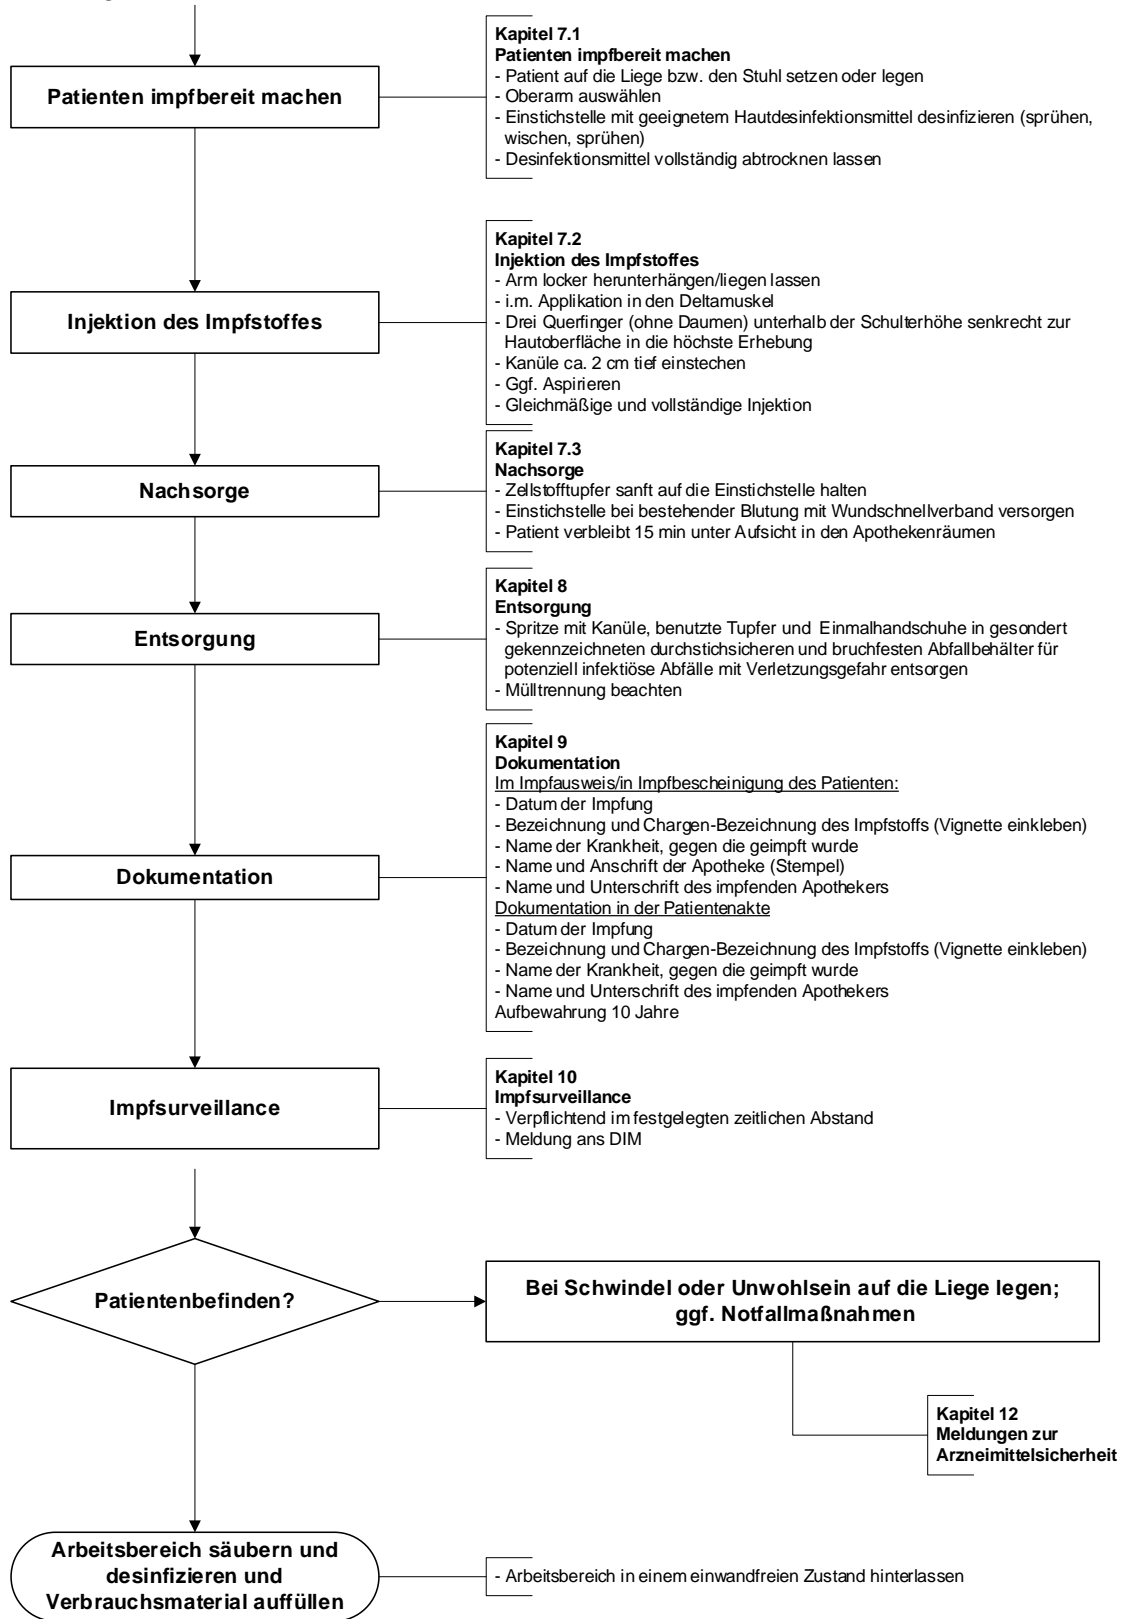 Patienten impfbereit machen
Kapitel 7.1
Patienten impfbereit machen
- Patient auf die Liege bzw. den Stuhl setzen oder legen
- Oberarm auswählen
- Einstichstelle mit geeignetem Hautdesinfektionsmittel desinfizieren (sprühen,
wischen, sprühen)
- Desinfektionsmittel vollständig abtrocknen lassen
Injektion des Impfstoffes
Kapitel 7.2
Injektion des Impfstoffes
- Arm locker herunterhängen/liegen lassen
- i.m. Applikation in den Deltamuskel
- Drei Querfinger (ohne Daumen) unterhalb der Schulterhöhe senkrecht zur
Hautoberfläche in die höchste Erhebung
- Kanüle ca. 2 cm tief einstechen
- Ggf. Aspirieren
- Gleichmäßige und vollständige Injektion
Nachsorge
Kapitel 7.3
Nachsorge
- Zellstofftupfer sanft auf die Einstichstelle halten
- Einstichstelle bei bestehender Blutung mit Wundschnellverband versorgen
- Patient verbleibt 15 min unter Aufsicht in den Apothekenräumen
Entsorgung
Kapitel 8
Entsorgung
- Spritze mit Kanüle, benutzte Tupfer und Einmalhandschuhe in gesondert
gekennzeichneten durchstichsicheren und bruchfesten Abfallbehälter für
potenziell infektiöse Abfälle mit Verletzungsgefahr entsorgen
- Mülltrennung beachten
Dokumentation
Kapitel 9
Dokumentation
Im Impfausweis/in Impfbescheinigung des Patienten:
- Datum der Impfung
- Bezeichnung und Chargen-Bezeichnung des Impfstoffs (Vignette einkleben)
- Name der Krankheit, gegen die geimpft wurde
- Name und Anschrift der Apotheke (Stempel)
- Name und Unterschrift des impfenden Apothekers
Dokumentation in der Patientenakte
- Datum der Impfung
- Bezeichnung und Chargen-Bezeichnung des Impfstoffs (Vignette einkleben)
- Name der Krankheit, gegen die geimpft wurde
- Name und Unterschrift des impfenden Apothekers
Aufbewahrung 10 Jahre
Impfsurveillance
Kapitel 10
Impfsurveillance
- Verpflichtend im festgelegten zeitlichen Abstand
- Meldung ans DIM
Patientenbefinden?
Bei Schwindel oder Unwohlsein auf die Liege legen;
ggf. Notfallmaßnahmen
Kapitel 12
Meldungen zur
Arzneimittelsicherheit
Arbeitsbereich säubern und
desinfizieren und
Verbrauchsmaterial auffüllen
- Arbeitsbereich in einem einwandfreien Zustand hinterlassen